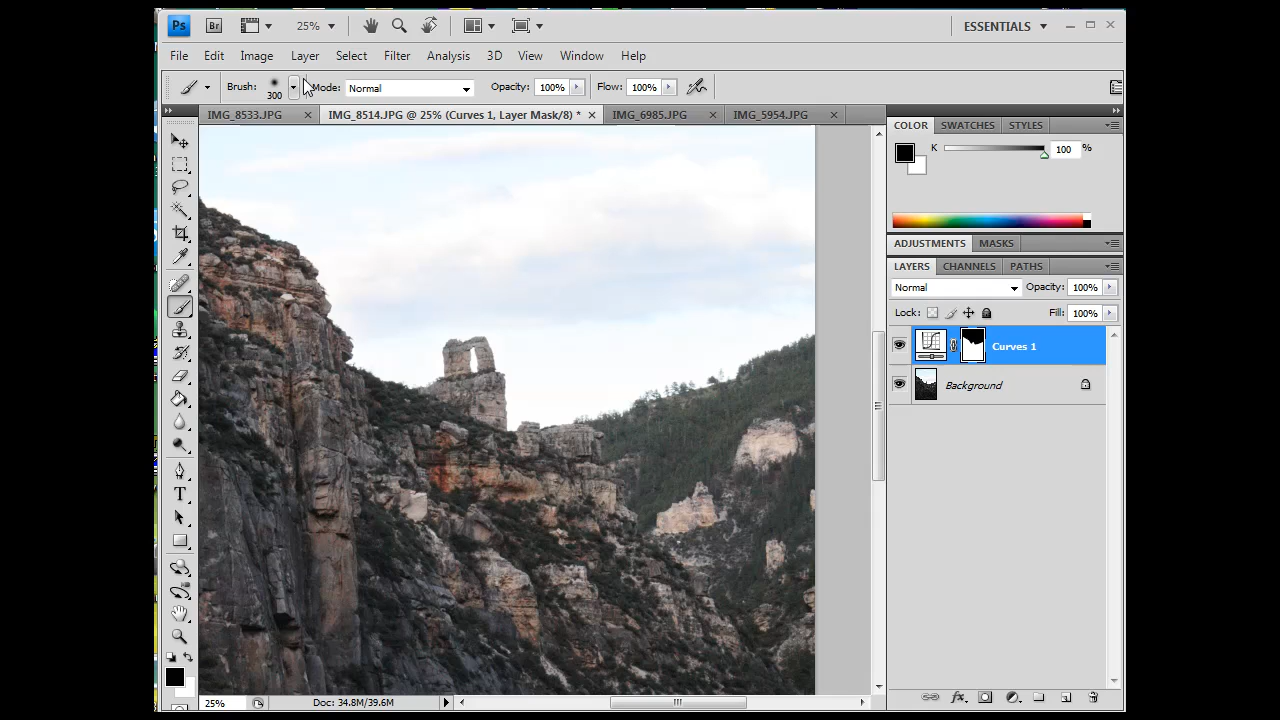 Ps Br 25% ESSENTIALS
File Edit Image Layer Select Filter Analysis 3D View Window Help
Brush: 300 Mode: Normal Opacity: 100% Flow: 100%
IMG_8533.JPG IMG_8514.JPG @ 25% (Curves 1, Layer Mask/8) * IMG_6985.JPG IMG_5954.JPG
COLOR SWATCHES STYLES
K 100 %
ADJUSTMENTS MASKS
LAYERS CHANNELS PATHS
Normal Opacity: 100%
Lock: Fill: 100%
Curves 1
Background
T
25% Doc: 34.8M/39.6M
fx